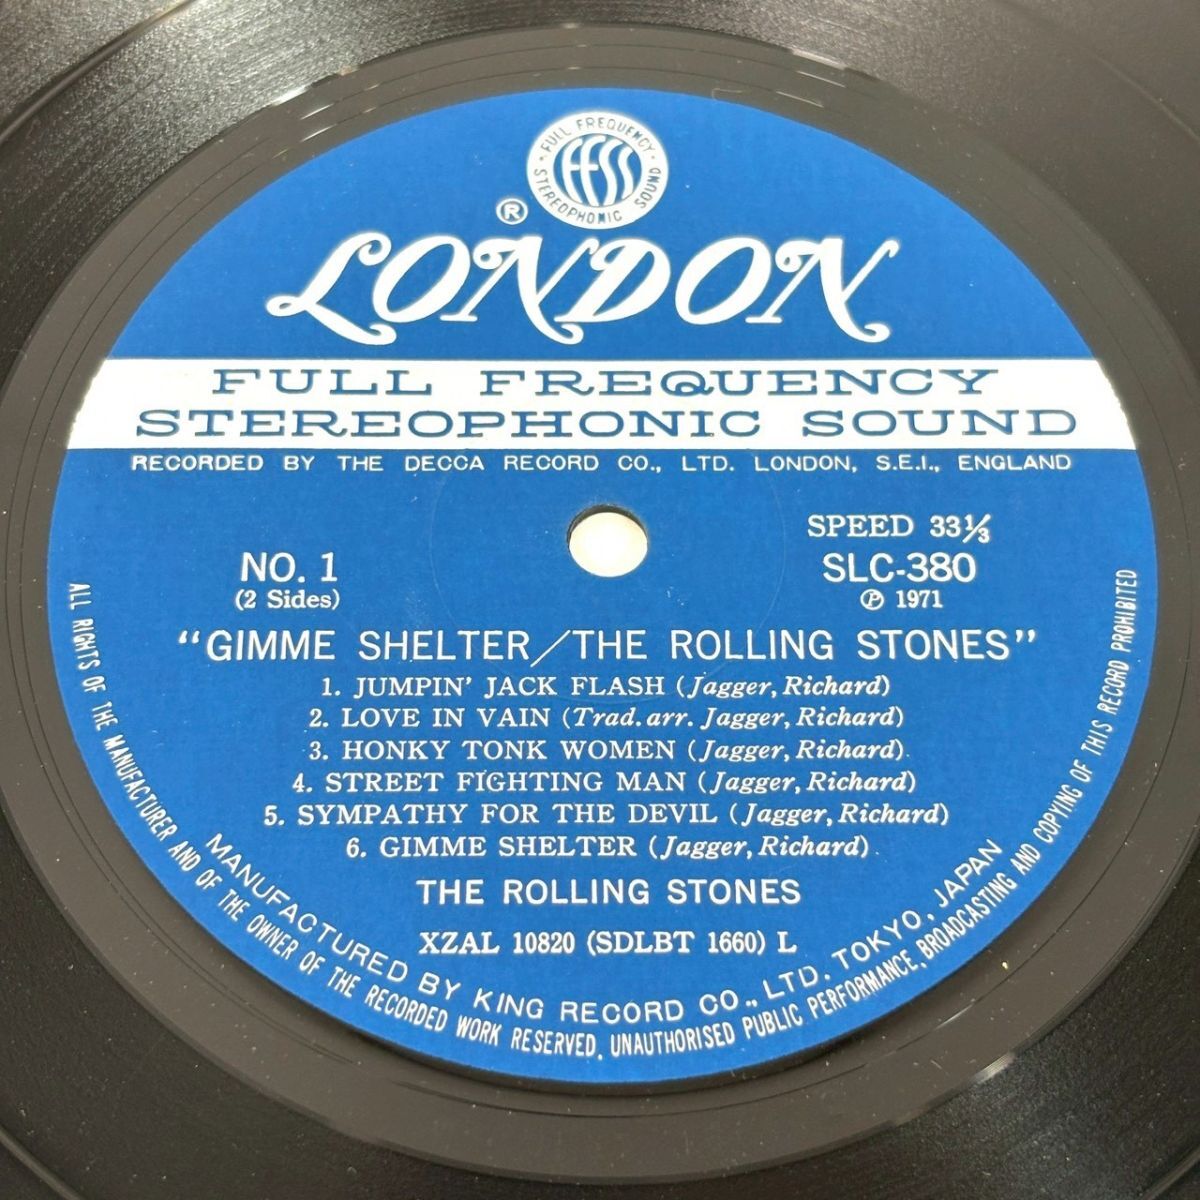 FULL FREQUENCY
ffss
STEREOPHONIC SOUND
®
LONDON
FULL FREQUENCY
STEREOPHONIC SOUND
RECORDED BY THE DECCA RECORD CO., LTD. LONDON, S.E.I., ENGLAND
SPEED 33⅓
NO. 1
SLC-380
(2 Sides)
Ⓟ 1971
"GIMME SHELTER/THE ROLLING STONES"
1. JUMPIN' JACK FLASH (Jagger, Richard)
2. LOVE IN VAIN (Trad. arr. Jagger, Richard)
3. HONKY TONK WOMEN (Jagger, Richard)
4. STREET FIGHTING MAN (Jagger, Richard)
5. SYMPATHY FOR THE DEVIL (Jagger, Richard)
6. GIMME SHELTER (Jagger, Richard)
THE ROLLING STONES
XZAL 10820 (SDLBT 1660) L
MANUFACTURED BY KING RECORD CO., LTD. TOKYO, JAPAN
ALL RIGHTS OF THE MANUFACTURER AND OF THE OWNER OF THE RECORDED WORK RESERVED, UNAUTHORISED PUBLIC PERFORMANCE, BROADCASTING AND COPYING OF THIS RECORD PROHIBITED